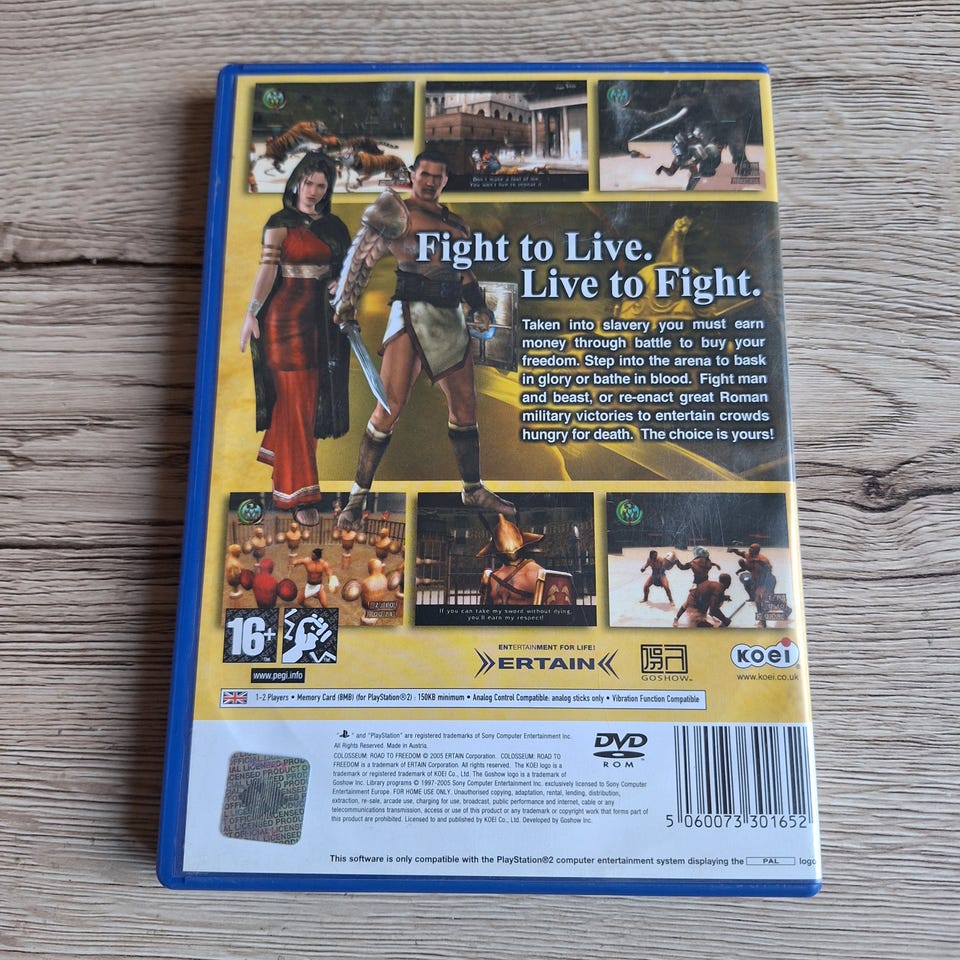 Don't make a fool of me.
You won't live to repeat it.
Fight to Live.
Live to Fight.
Taken into slavery you must earn
money through battle to buy your
freedom. Step into the arena to bask
in glory or bathe in blood. Fight man
and beast, or re-enact great Roman
military victories to entertain crowds
hungry for death. The choice is yours!
If you can take my sword without dying,
you'll earn my respect!
16+
www.pegi.info
ENTERTAINMENT FOR LIFE!
ERTAIN
GOSHOW™
KOEI
www.koei.co.uk
1-2 Players • Memory Card (8MB) (for PlayStation®2) : 150KB minimum • Analog Control Compatible: analog sticks only • Vibration Function Compatible
" and "PlayStation" are registered trademarks of Sony Computer Entertainment Inc.
All Rights Reserved. Made in Austria.
COLOSSEUM: ROAD TO FREEDOM © 2005 ERTAIN Corporation. COLOSSEUM: ROAD TO
FREEDOM is a trademark of ERTAIN Corporation. All rights reserved. The KOEI logo is a
trademark or registered trademark of KOEI Co., Ltd. The Goshow logo is a trademark of
Goshow Inc. Library programs © 1997-2005 Sony Computer Entertainment Inc. exclusively licensed to Sony Computer
Entertainment Europe. FOR HOME USE ONLY. Unauthorised copying, adaptation, rental, lending, distribution,
extraction, re-sale, arcade use, charging for use, broadcast, public performance and internet, cable or any
telecommunications transmission, access or use of this product or any trademark or copyright work that forms part of
this product are prohibited. Licensed to and published by KOEI Co., Ltd. Developed by Goshow Inc.
DVD
ROM
5 060073 301652
This software is only compatible with the PlayStation®2 computer entertainment system displaying the PAL logo